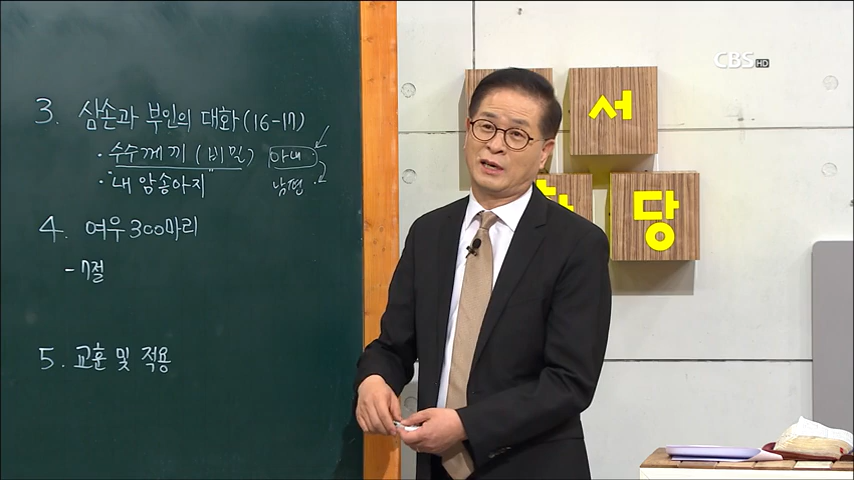 3. 삼손과 부인의 대화 (16-17)
· 수수께끼 (비밀) 아내
· "내 암송아지" 남편
4. 여우 300마리
- 7절
5. 교훈 및 적용
서
당
CBS HD